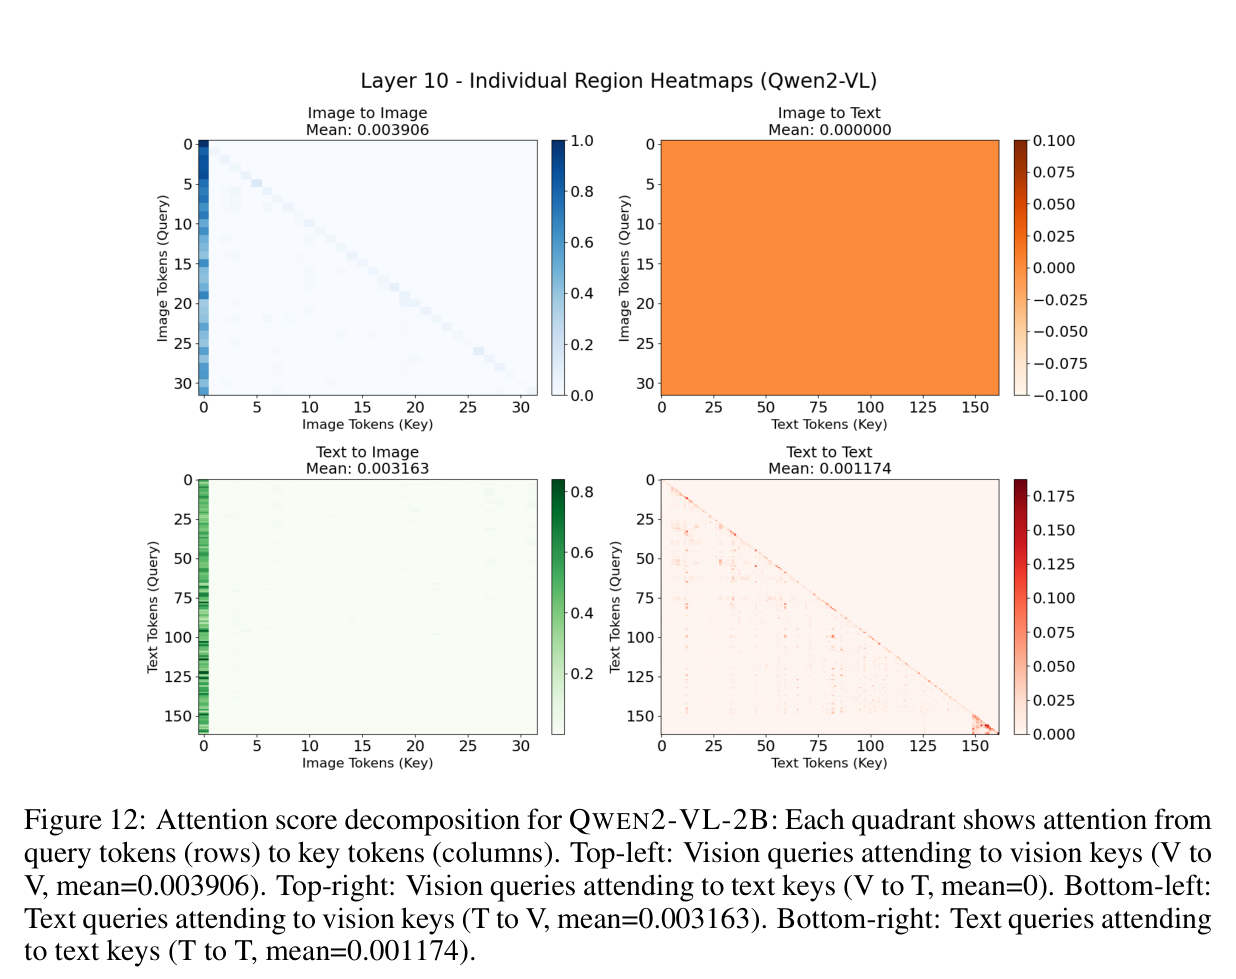 Layer 10 - Individual Region Heatmaps (Qwen2-VL)
Image to Image
Mean: 0.003906
0
5
10
15
20
25
30
Image Tokens (Query)
0 5 10 15 20 25 30
Image Tokens (Key)
1.0
0.8
0.6
0.4
0.2
0.0
Image to Text
Mean: 0.000000
0
5
10
15
20
25
30
Image Tokens (Query)
0 25 50 75 100 125 150
Text Tokens (Key)
0.100
0.075
0.050
0.025
0.000
−0.025
−0.050
−0.075
−0.100
Text to Image
Mean: 0.003163
0
25
50
75
100
125
150
Text Tokens (Query)
0 5 10 15 20 25 30
Image Tokens (Key)
0.8
0.6
0.4
0.2
Text to Text
Mean: 0.001174
0
25
50
75
100
125
150
Text Tokens (Query)
0 25 50 75 100 125 150
Text Tokens (Key)
0.175
0.150
0.125
0.100
0.075
0.050
0.025
0.000
Figure 12: Attention score decomposition for QWEN2-VL-2B: Each quadrant shows attention from
query tokens (rows) to key tokens (columns). Top-left: Vision queries attending to vision keys (V to
V, mean=0.003906). Top-right: Vision queries attending to text keys (V to T, mean=0). Bottom-left:
Text queries attending to vision keys (T to V, mean=0.003163). Bottom-right: Text queries attending
to text keys (T to T, mean=0.001174).